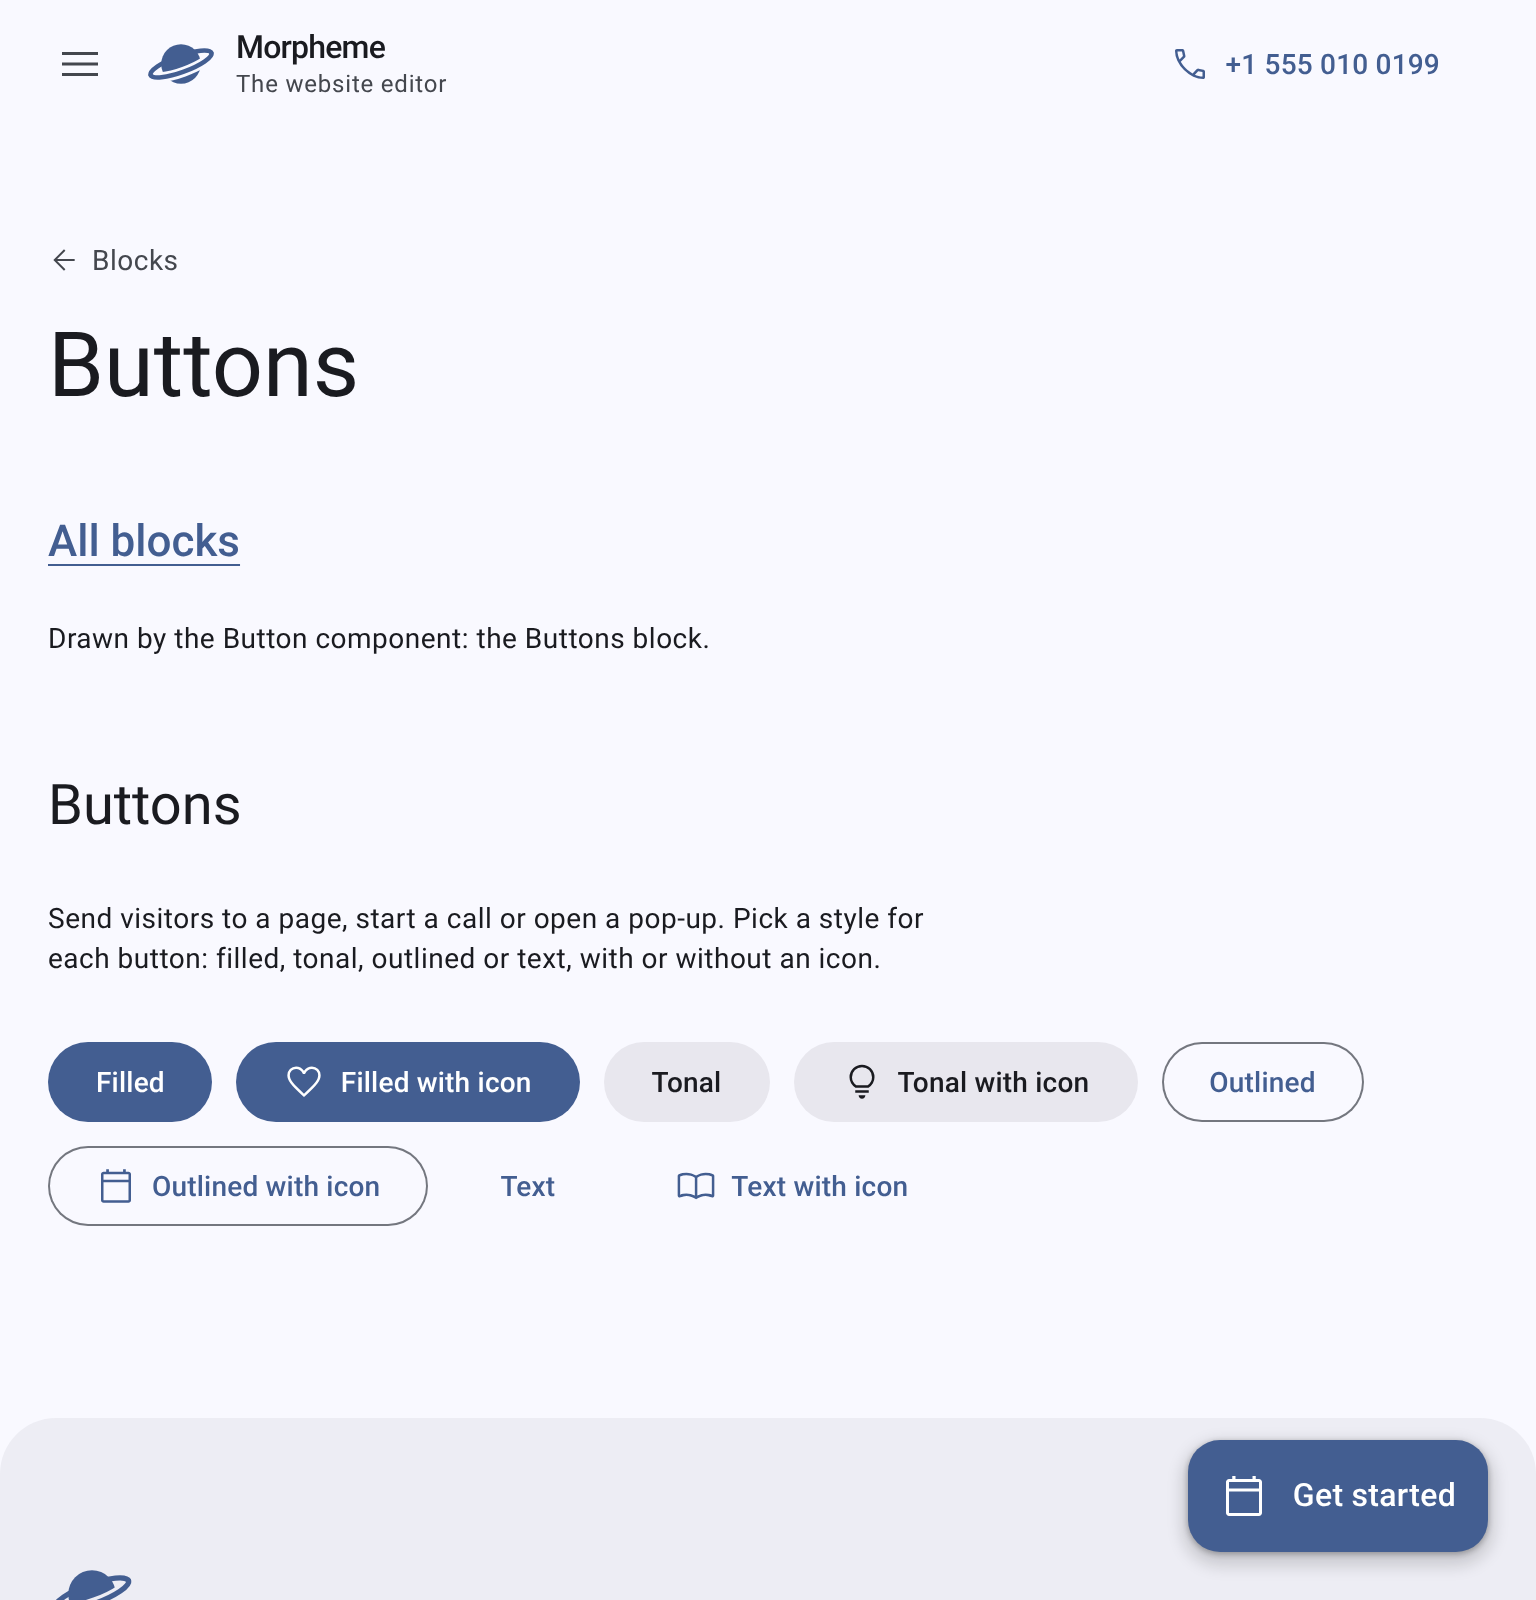 Morpheme
The website editor
+1 555 010 0199
Blocks
Buttons
All blocks
Drawn by the Button component: the Buttons block.
Buttons
Send visitors to a page, start a call or open a pop-up. Pick a style for
each button: filled, tonal, outlined or text, with or without an icon.
Filled
Filled with icon
Tonal
Tonal with icon
Outlined
Outlined with icon
Text
Text with icon
Get started